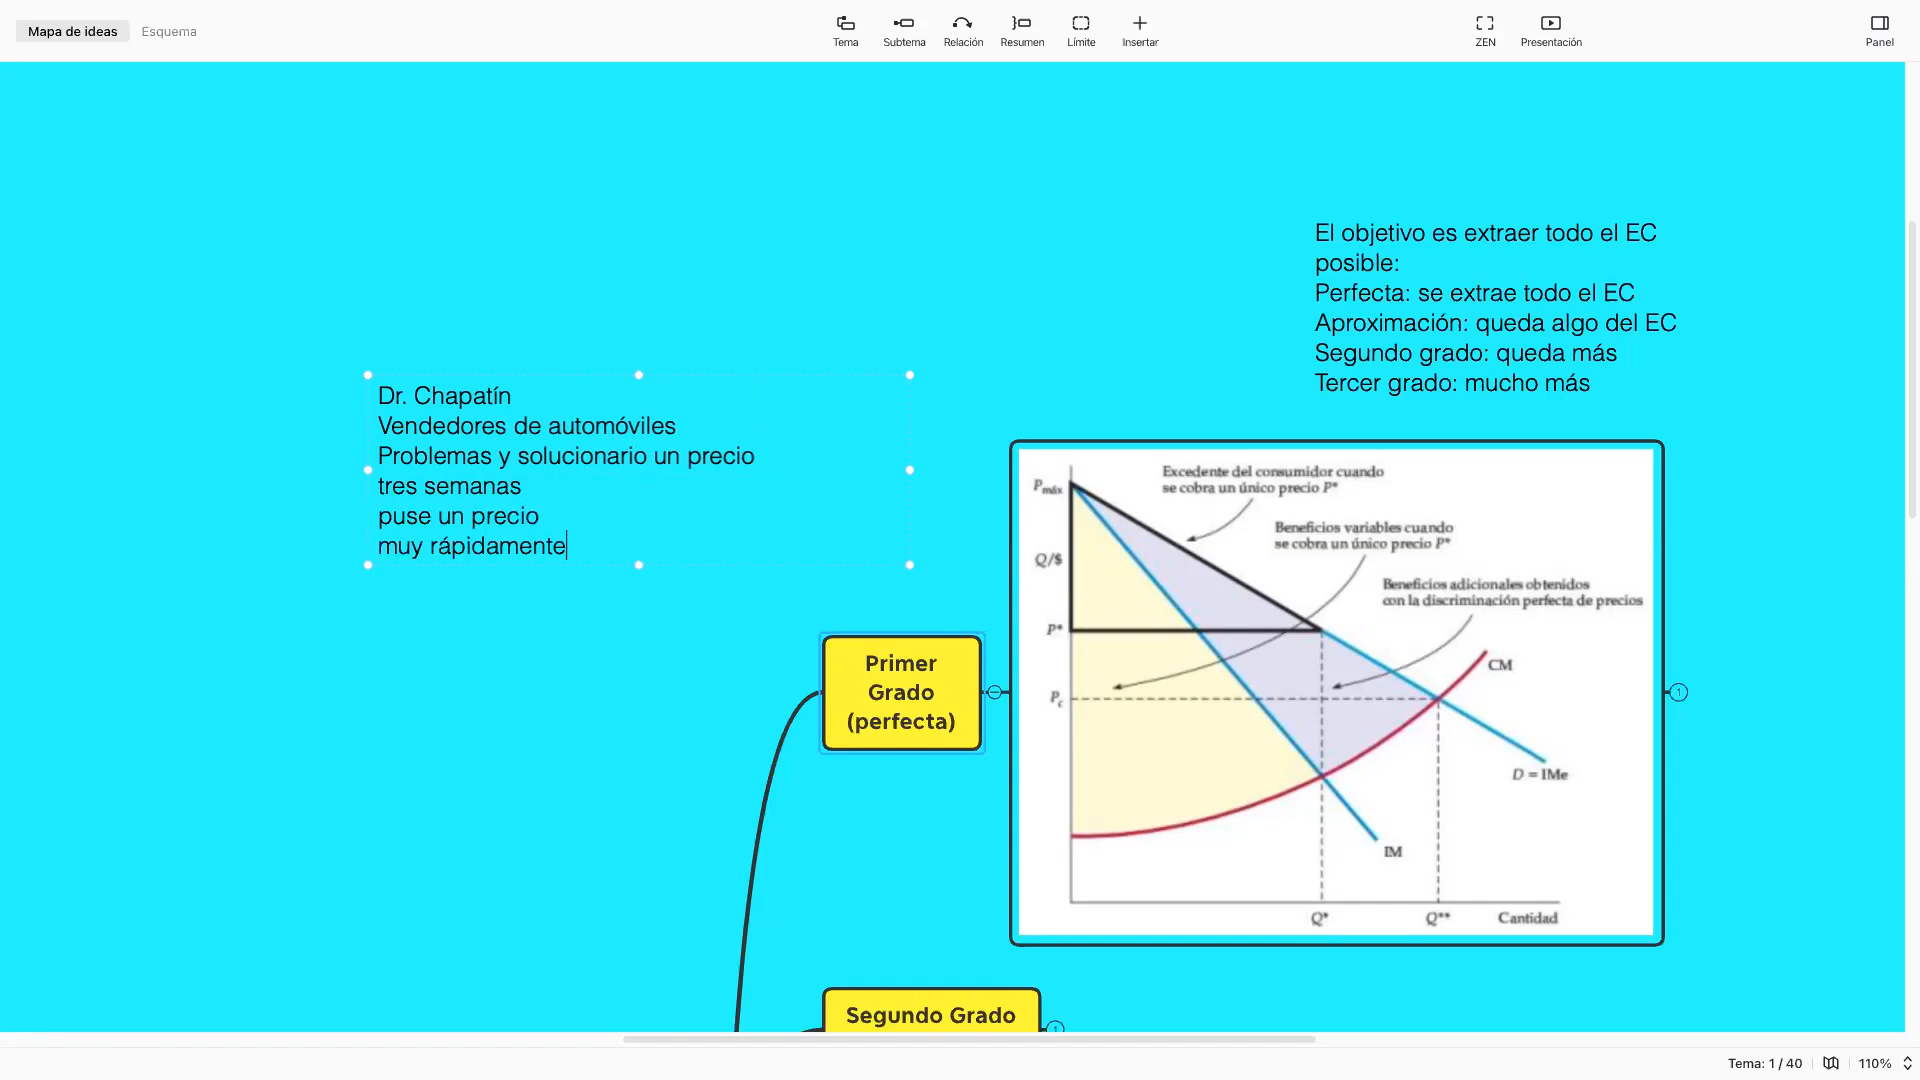 Mapa de ideas
Esquema
Tema
Subtema
Relación
Resumen
Límite
Insertar
ZEN
Presentación
Panel
El objetivo es extraer todo el EC
posible:
Perfecta: se extrae todo el EC
Aproximación: queda algo del EC
Segundo grado: queda más
Tercer grado: mucho más
Dr. Chapatín
Vendedores de automóviles
Problemas y solucionario un precio
tres semanas
puse un precio
muy rápidamente
Primer
Grado
(perfecta)
Excedente del consumidor cuando
se cobra un único precio P*
Beneficios variables cuando
se cobra un único precio P*
Beneficios adicionales obtenidos
con la discriminación perfecta de precios
Pmáx
Q/$
P*
Pc
CM
D = IMe
IM
Q*
Q**
Cantidad
1
Segundo Grado
1
Tema: 1 / 40
110%